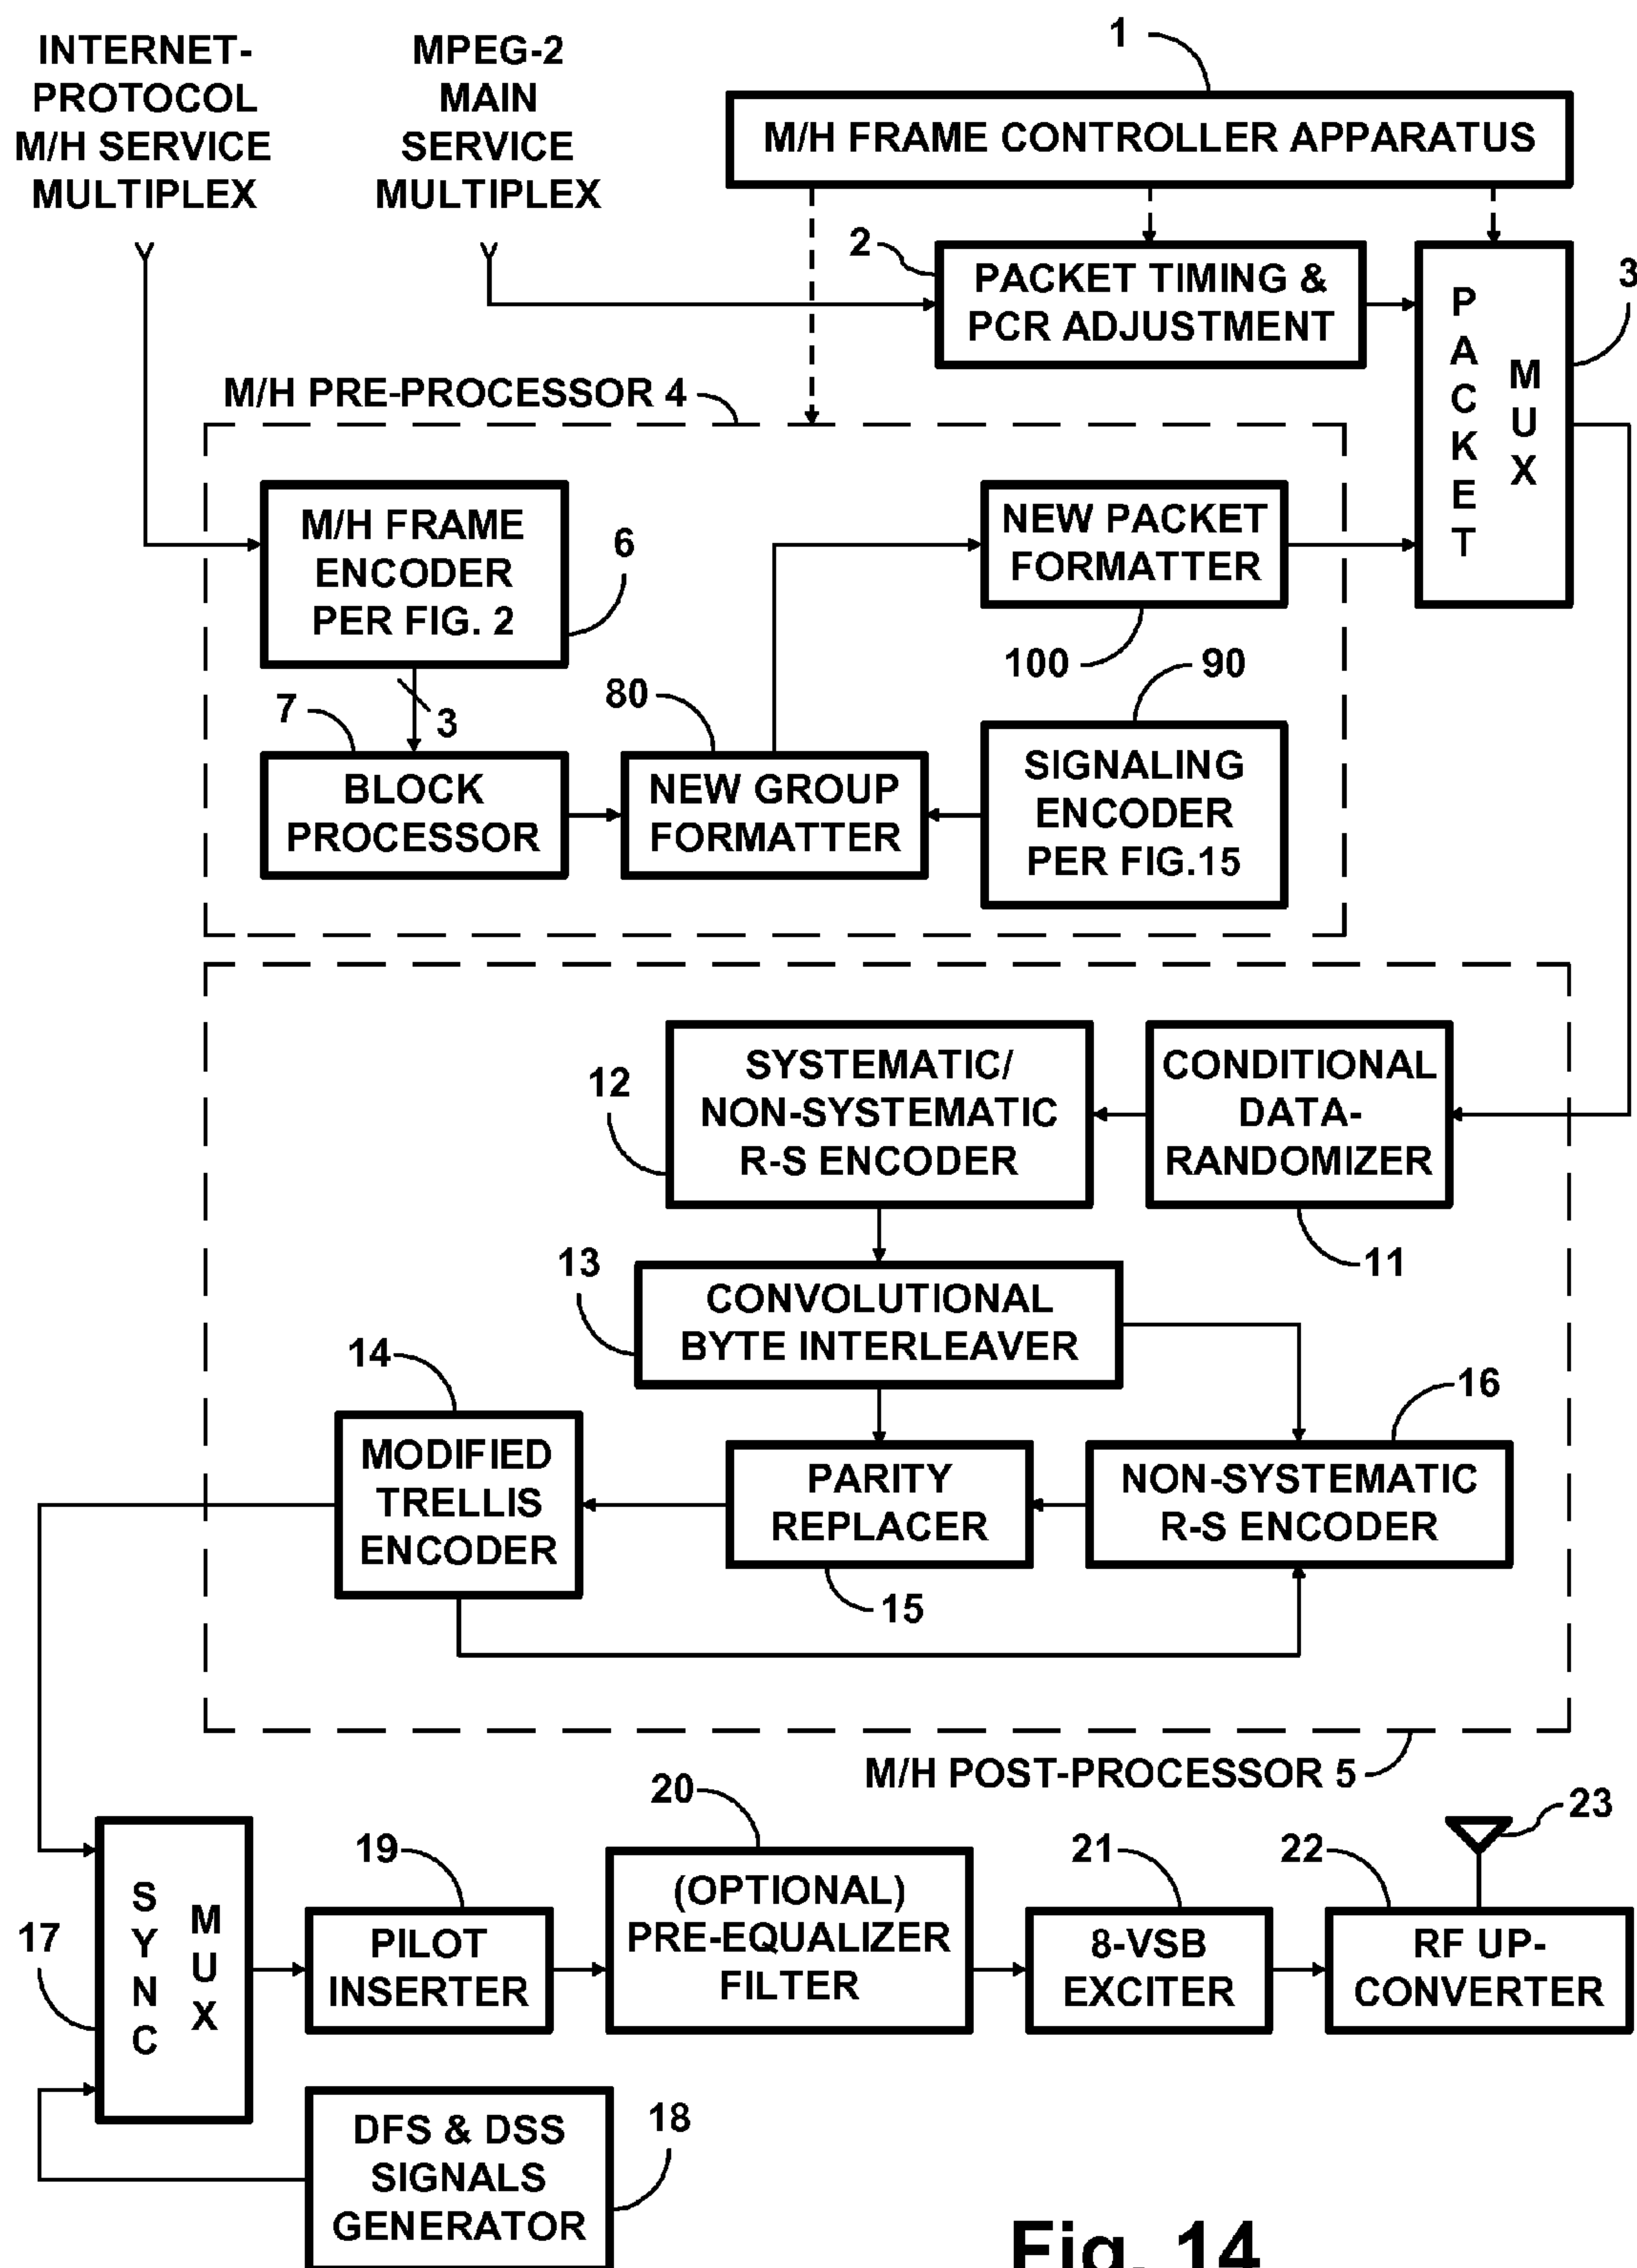 INTERNET-
PROTOCOL
M/H SERVICE
MULTIPLEX
MPEG-2
MAIN
SERVICE
MULTIPLEX
1
M/H FRAME CONTROLLER APPARATUS
2
PACKET TIMING &
PCR ADJUSTMENT
PACKET
MUX
3
M/H PRE-PROCESSOR 4
M/H FRAME
ENCODER
PER FIG. 2
6
NEW PACKET
FORMATTER
100
90
3
7
80
BLOCK
PROCESSOR
NEW GROUP
FORMATTER
SIGNALING
ENCODER
PER FIG.15
12
SYSTEMATIC/
NON-SYSTEMATIC
R-S ENCODER
CONDITIONAL
DATA-
RANDOMIZER
11
13
CONVOLUTIONAL
BYTE INTERLEAVER
14
16
MODIFIED
TRELLIS
ENCODER
PARITY
REPLACER
NON-SYSTEMATIC
R-S ENCODER
15
M/H POST-PROCESSOR 5
17
SYNC
MUX
19
PILOT
INSERTER
20
(OPTIONAL)
PRE-EQUALIZER
FILTER
21
8-VSB
EXCITER
22
23
RF UP-
CONVERTER
DFS & DSS
SIGNALS
GENERATOR
18
Fig. 14